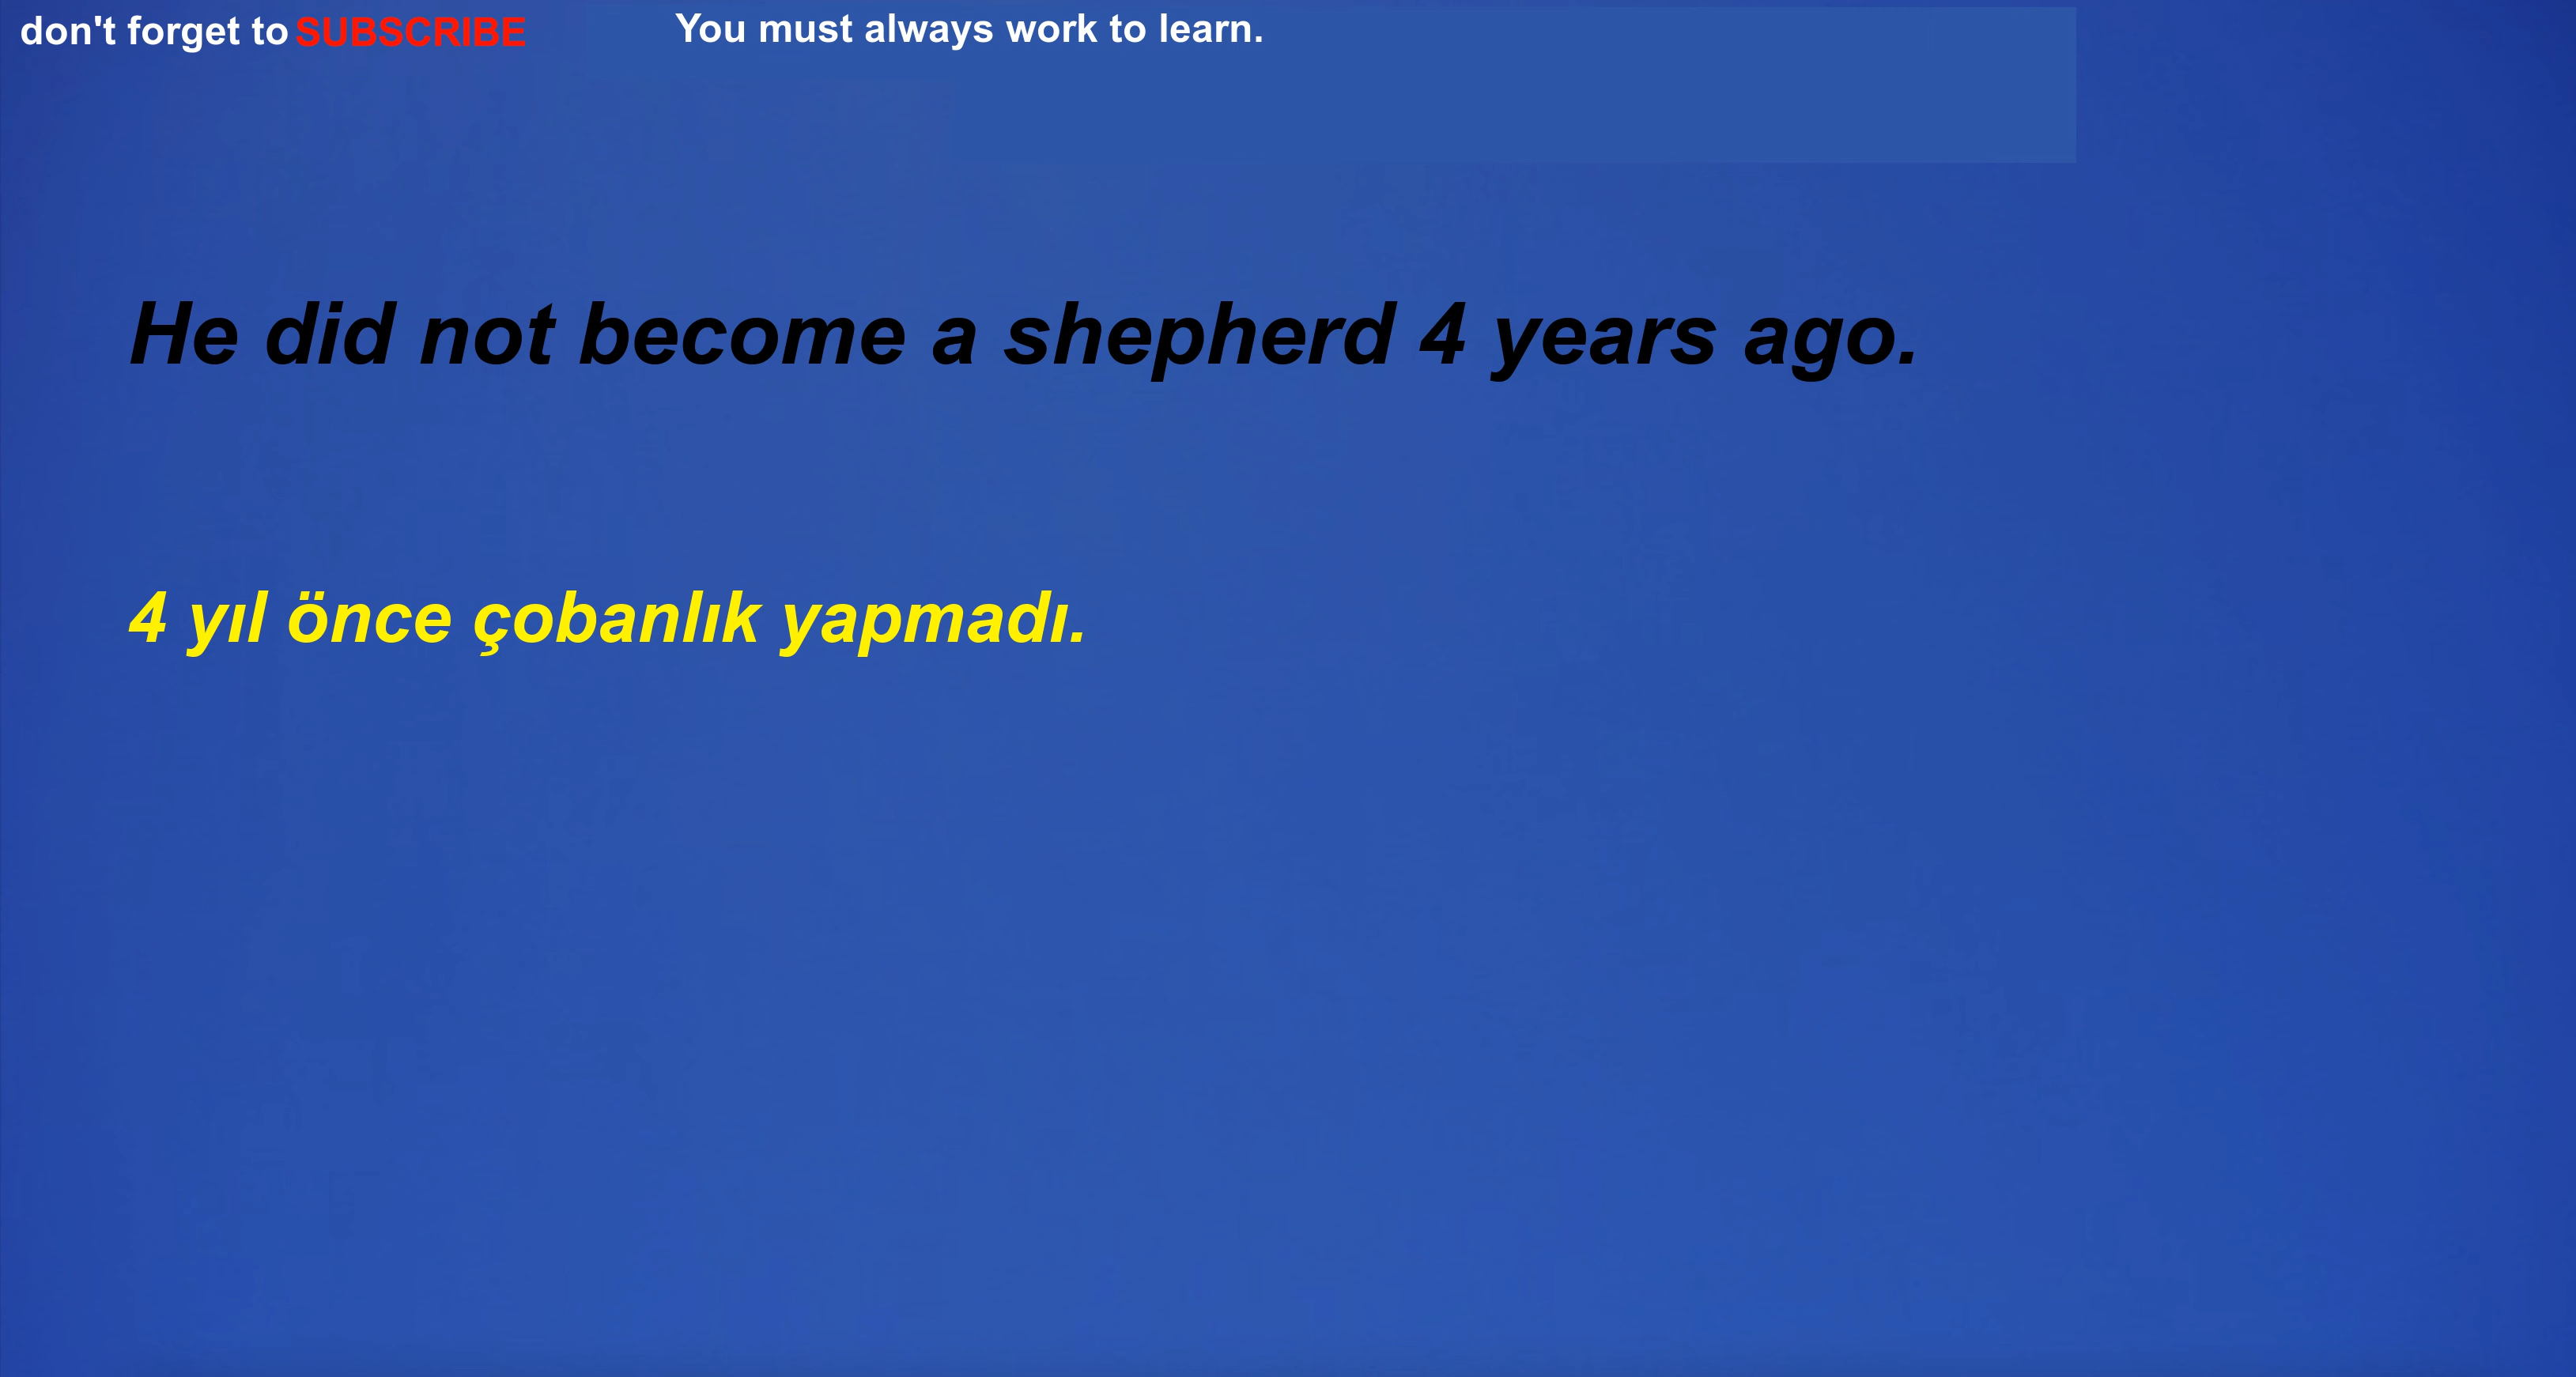 don't forget to SUBSCRIBE
You must always work to learn.
He did not become a shepherd 4 years ago.
4 yıl önce çobanlık yapmadı.